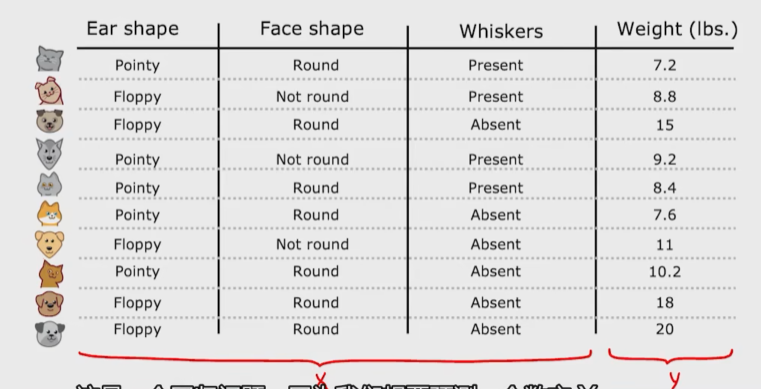 Ear shape Face shape Whiskers Weight (lbs.)
Pointy Round Present 7.2
Floppy Not round Present 8.8
Floppy Round Absent 15
Pointy Not round Present 9.2
Pointy Round Present 8.4
Pointy Round Absent 7.6
Floppy Not round Absent 11
Pointy Round Absent 10.2
Floppy Round Absent 18
Floppy Round Absent 20
x y